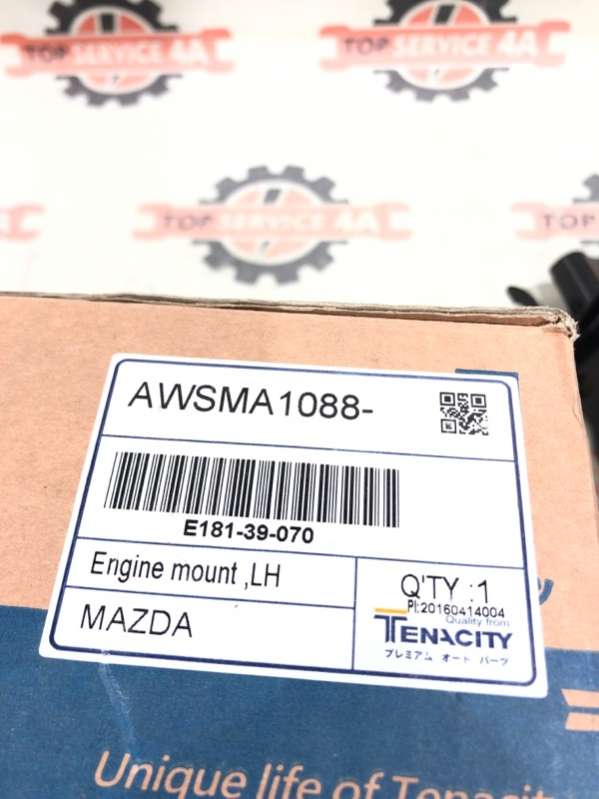 TOP SERVICE 4A
TOP SERVICE 4A
TOP SERVICE 4A
TOP
AWSMA1088-
E181-39-070
Engine mount ,LH
Q'TY :1
PI:20160414004
MAZDA
Quality from
TENACITY
プレミアム オート パーツ
Unique life of Tenacity